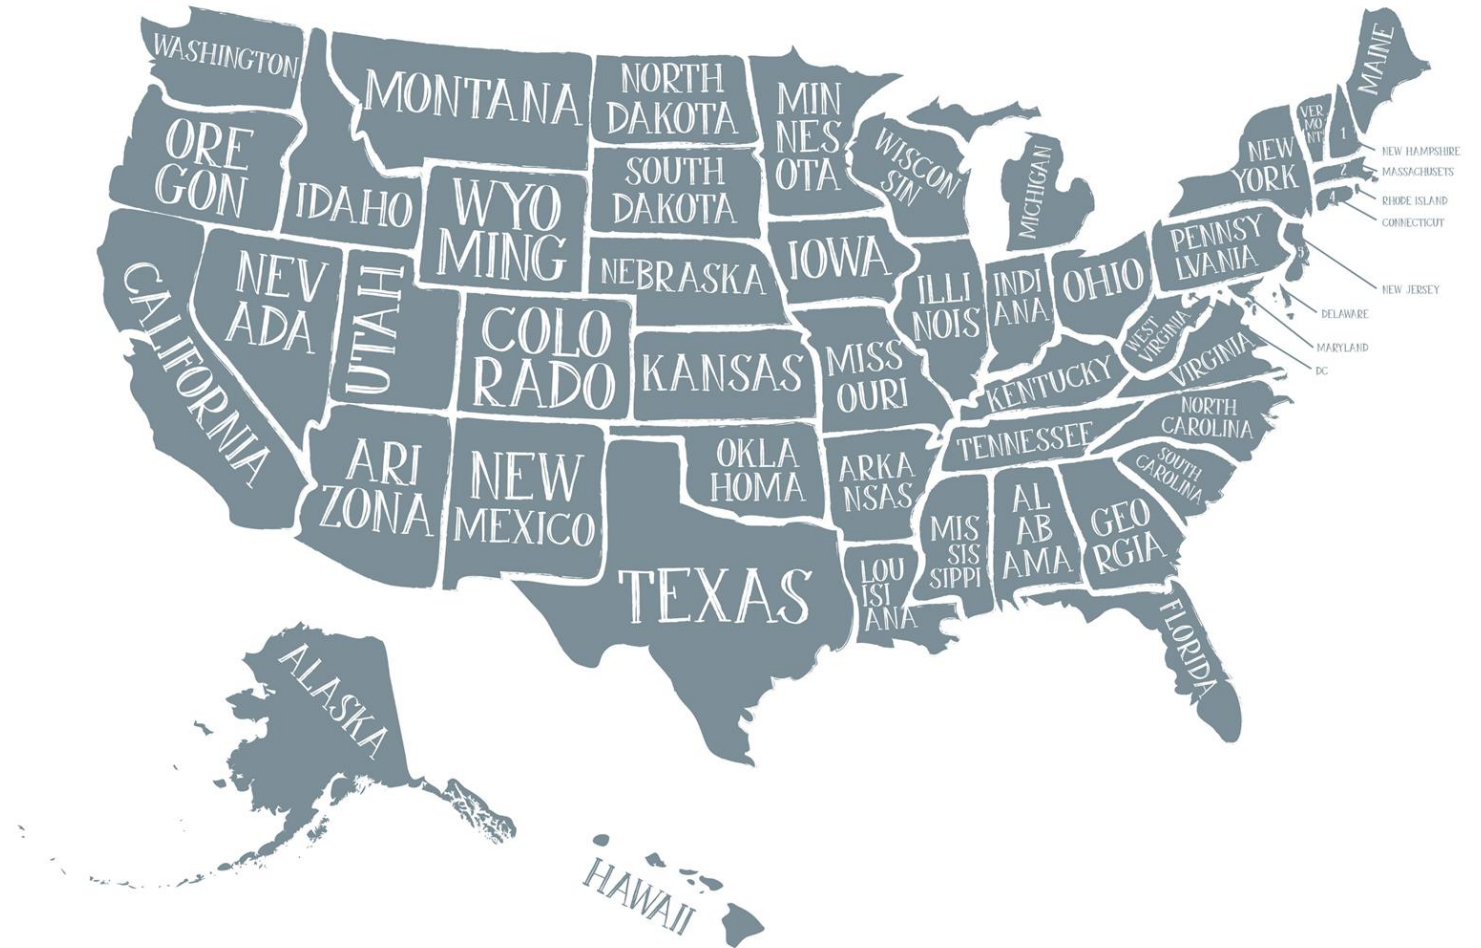 WASHINGTON
ORE
GON
CALIFORNIA
NEV
ADA
IDAHO
MONTANA
WYO
MING
UTAH
COLO
RADO
ARI
ZONA
NEW
MEXICO
NORTH
DAKOTA
SOUTH
DAKOTA
NEBRASKA
KANSAS
OKLA
HOMA
TEXAS
MIN
NES
OTA
IOWA
MISS
OURI
ARKA
NSAS
LOU
ISI
ANA
WISCON
SIN
ILLI
NOIS
MICHIGAN
INDI
ANA
OHIO
KENTUCKY
TENNESSEE
MIS
SIS
SIPPI
AL
AB
AMA
GEO
RGIA
FLORIDA
SOUTH
CAROLINA
NORTH
CAROLINA
VIRGINIA
WEST
VIRGINIA
PENNSY
LVANIA
NEW
YORK
VER
MO
NT
MAINE
1
2
4
5
NEW HAMPSHIRE
MASSACHUSETS
RHODE ISLAND
CONNECTICUT
NEW JERSEY
DELAWARE
MARYLAND
DC
ALASKA
HAWAII